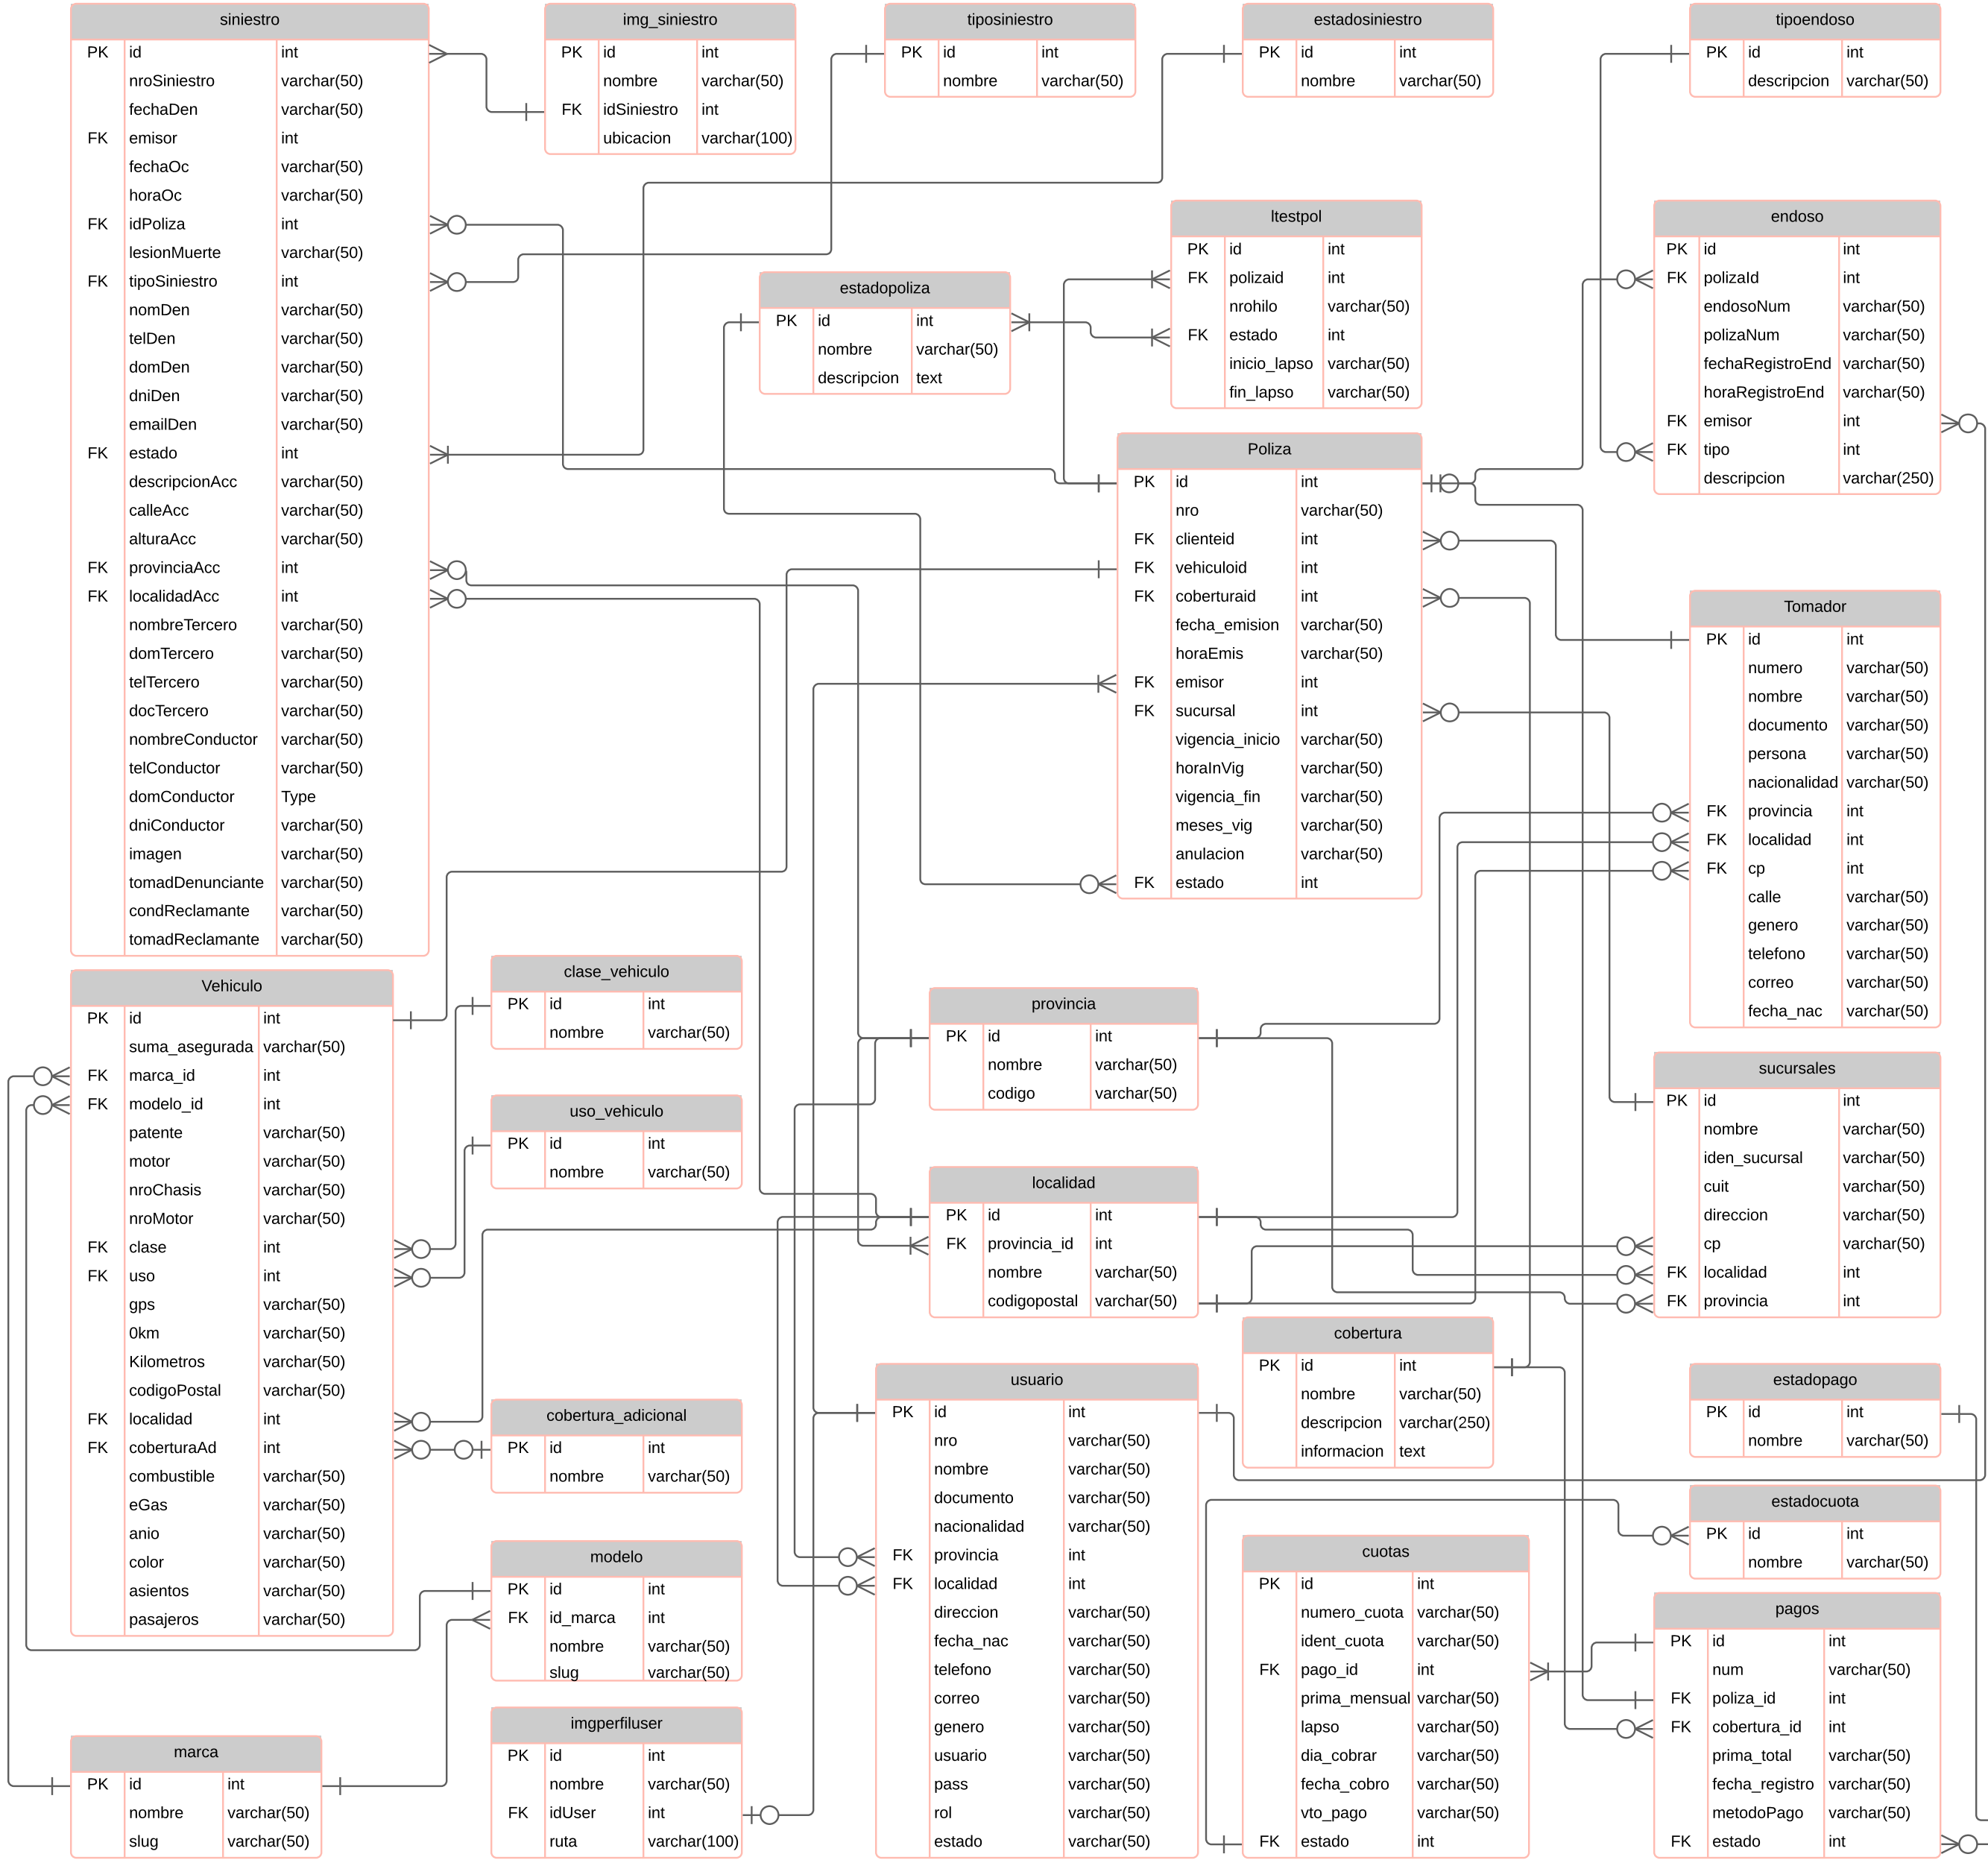 siniestro
PK id int
nroSiniestro varchar(50)
fechaDen varchar(50)
FK emisor int
fechaOc varchar(50)
horaOc varchar(50)
FK idPoliza int
lesionMuerte varchar(50)
FK tipoSiniestro int
nomDen varchar(50)
telDen varchar(50)
domDen varchar(50)
dniDen varchar(50)
emailDen varchar(50)
FK estado int
descripcionAcc varchar(50)
calleAcc varchar(50)
alturaAcc varchar(50)
FK provinciaAcc int
FK localidadAcc int
nombreTercero varchar(50)
domTercero varchar(50)
telTercero varchar(50)
docTercero varchar(50)
nombreConductor varchar(50)
telConductor varchar(50)
domConductor Type
dniConductor varchar(50)
imagen varchar(50)
tomadDenunciante varchar(50)
condReclamante varchar(50)
tomadReclamante varchar(50)
img_siniestro
PK id int
nombre varchar(50)
FK idSiniestro int
ubicacion varchar(100)
tiposiniestro
PK id int
nombre varchar(50)
estadosiniestro
PK id int
nombre varchar(50)
tipoendoso
PK id int
descripcion varchar(50)
estadopoliza
PK id int
nombre varchar(50)
descripcion text
ltestpol
PK id int
FK polizaid int
nrohilo varchar(50)
FK estado int
inicio_lapso varchar(50)
fin_lapso varchar(50)
endoso
PK id int
FK polizaId int
endosoNum varchar(50)
polizaNum varchar(50)
fechaRegistroEnd varchar(50)
horaRegistroEnd varchar(50)
FK emisor int
FK tipo int
descripcion varchar(250)
Poliza
PK id int
nro varchar(50)
FK clienteid int
FK vehiculoid int
FK coberturaid int
fecha_emision varchar(50)
horaEmis varchar(50)
FK emisor int
FK sucursal int
vigencia_inicio varchar(50)
horaInVig varchar(50)
vigencia_fin varchar(50)
meses_vig varchar(50)
anulacion varchar(50)
FK estado int
Tomador
PK id int
numero varchar(50)
nombre varchar(50)
documento varchar(50)
persona varchar(50)
nacionalidad varchar(50)
FK provincia int
FK localidad int
FK cp int
calle varchar(50)
genero varchar(50)
telefono varchar(50)
correo varchar(50)
fecha_nac varchar(50)
Vehiculo
PK id int
suma_asegurada varchar(50)
FK marca_id int
FK modelo_id int
patente varchar(50)
motor varchar(50)
nroChasis varchar(50)
nroMotor varchar(50)
FK clase int
FK uso int
gps varchar(50)
0km varchar(50)
Kilometros varchar(50)
codigoPostal varchar(50)
FK localidad int
FK coberturaAd int
combustible varchar(50)
eGas varchar(50)
anio varchar(50)
color varchar(50)
asientos varchar(50)
pasajeros varchar(50)
clase_vehiculo
PK id int
nombre varchar(50)
uso_vehiculo
PK id int
nombre varchar(50)
provincia
PK id int
nombre varchar(50)
codigo varchar(50)
localidad
PK id int
FK provincia_id int
nombre varchar(50)
codigopostal varchar(50)
sucursales
PK id int
nombre varchar(50)
iden_sucursal varchar(50)
cuit varchar(50)
direccion varchar(50)
cp varchar(50)
FK localidad int
FK provincia int
cobertura
PK id int
nombre varchar(50)
descripcion varchar(250)
informacion text
usuario
PK id int
nro varchar(50)
nombre varchar(50)
documento varchar(50)
nacionalidad varchar(50)
FK provincia int
FK localidad int
direccion varchar(50)
fecha_nac varchar(50)
telefono varchar(50)
correo varchar(50)
genero varchar(50)
usuario varchar(50)
pass varchar(50)
rol varchar(50)
estado varchar(50)
cobertura_adicional
PK id int
nombre varchar(50)
modelo
PK id int
FK id_marca int
nombre varchar(50)
slug varchar(50)
imgperfiluser
PK id int
nombre varchar(50)
FK idUser int
ruta varchar(100)
marca
PK id int
nombre varchar(50)
slug varchar(50)
estadopago
PK id int
nombre varchar(50)
estadocuota
PK id int
nombre varchar(50)
cuotas
PK id int
numero_cuota varchar(50)
ident_cuota varchar(50)
FK pago_id int
prima_mensual varchar(50)
lapso varchar(50)
dia_cobrar varchar(50)
fecha_cobro varchar(50)
vto_pago varchar(50)
FK estado int
pagos
PK id int
num varchar(50)
FK poliza_id int
FK cobertura_id int
prima_total varchar(50)
fecha_registro varchar(50)
metodoPago varchar(50)
FK estado int